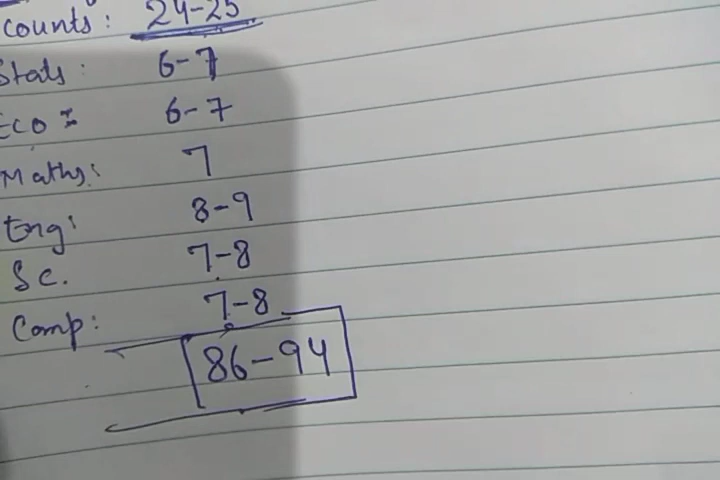 counts: 24-25
Stats: 6-7
Eco: 6-7
Maths: 7
Eng: 8-9
Sc. 7-8
Comp: 7-8
86-94